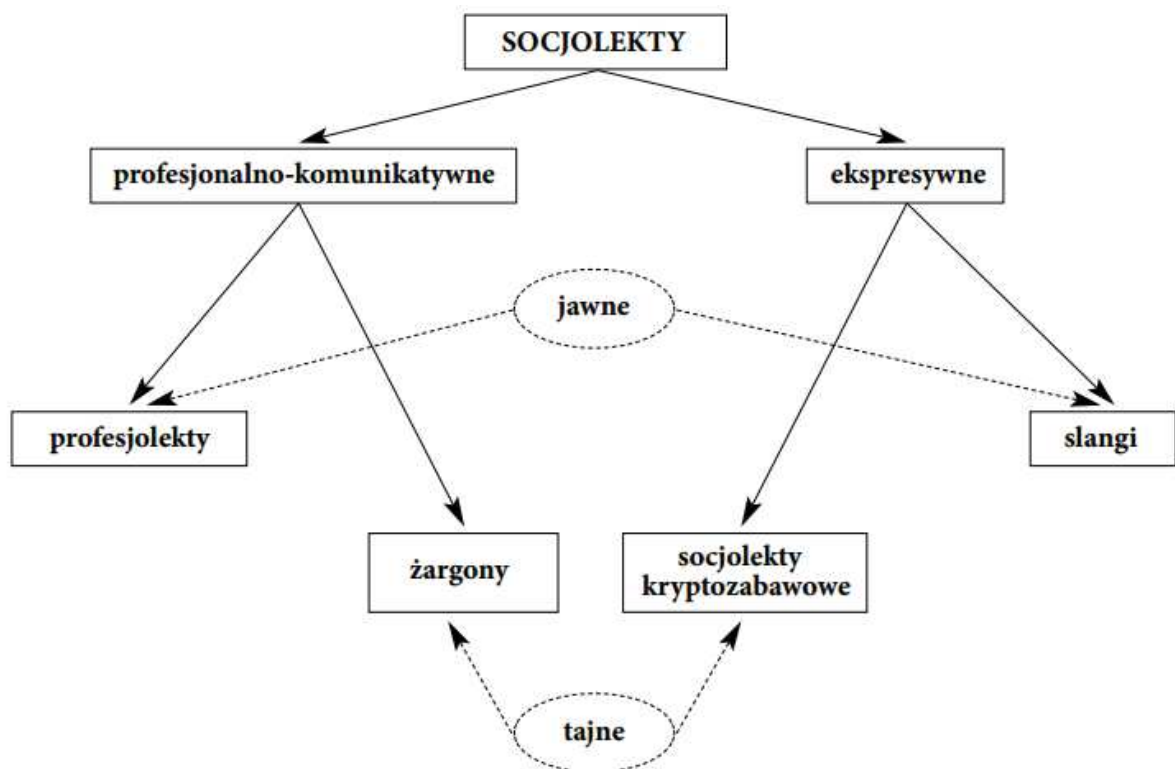 SOCJOLEKTY
profesjonalno-komunikatywne
ekspresywne
jawne
profesjolekty
slangi
żargony
socjolekty
kryptozabawowe
tajne